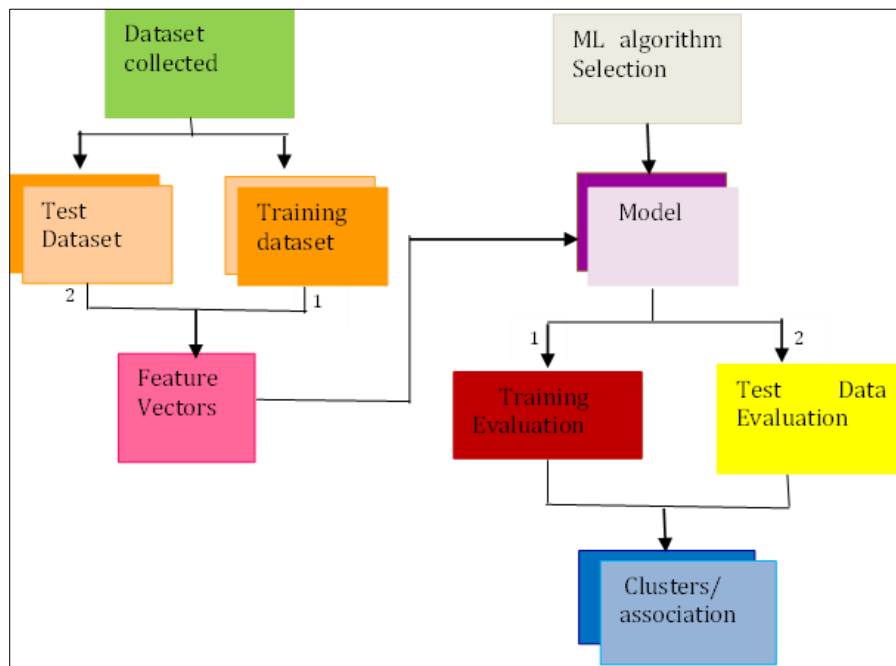 Dataset
collected
ML algorithm
Selection
Test
Dataset
Training
dataset
Model
2
1
1
2
Feature
Vectors
Training
Evaluation
Test Data
Evaluation
Clusters/
association